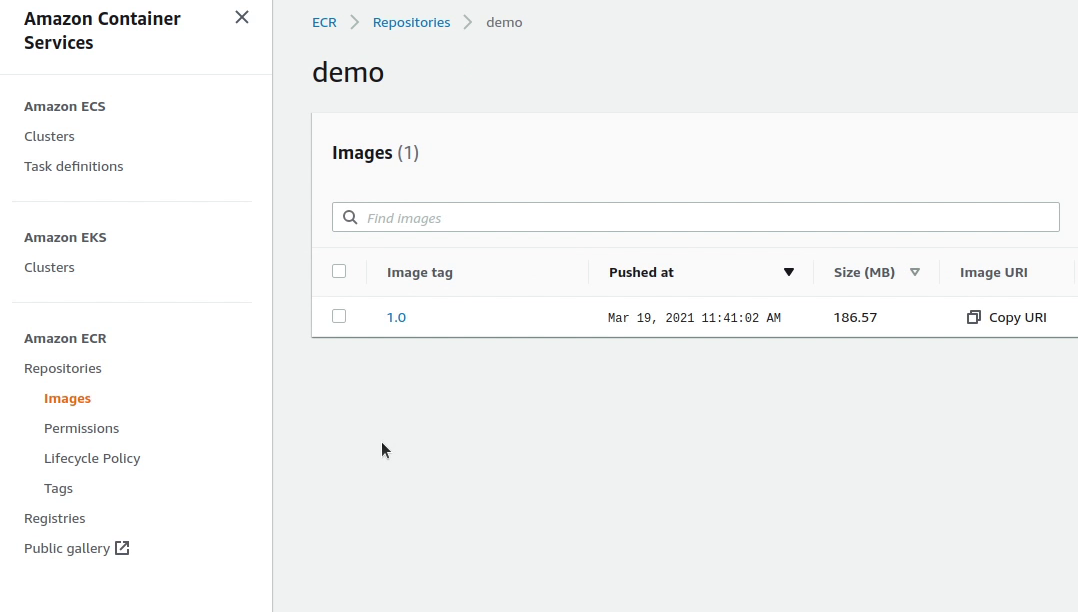 Amazon Container
Services
Amazon ECS
Clusters
Task definitions
Amazon EKS
Clusters
Amazon ECR
Repositories
Images
Permissions
Lifecycle Policy
Tags
Registries
Public gallery
ECR Repositories demo
demo
Images (1)
Find images
Image tag Pushed at Size (MB) Image URI
1.0 Mar 19, 2021 11:41:02 AM 186.57 Copy URI